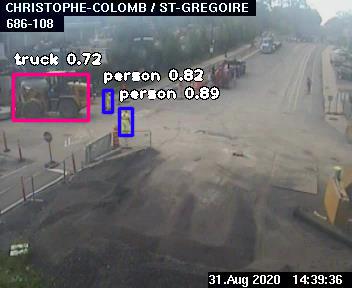 CHRISTOPHE-COLOMB / ST-GREGOIRE
686-108
truck 0.72
person 0.82
person 0.89
31.Aug 2020 14:39:36